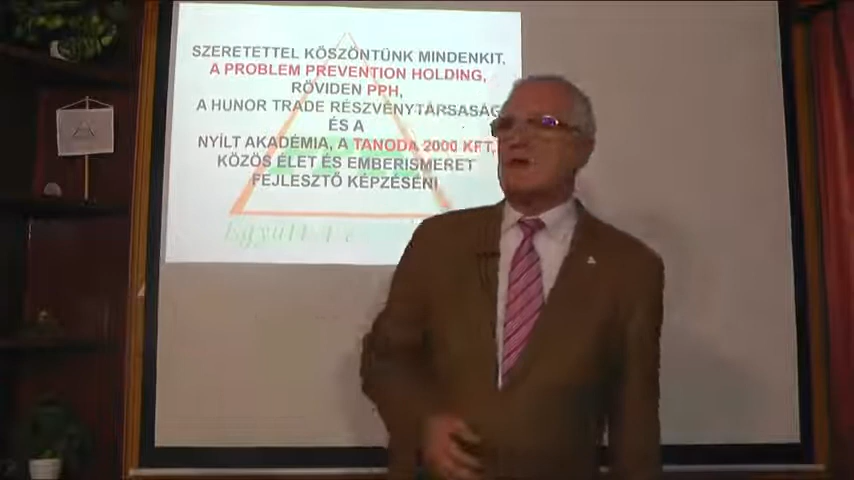 SZERETETTEL KÖSZÖNTÜNK MINDENKIT,
A PROBLEM PREVENTION HOLDING,
RÖVIDEN PPH,
A HUNOR TRADE RÉSZVÉNYTÁRSASÁG
ÉS A
NYÍLT AKADÉMIA, A TANODA 2000 KFT,
KÖZÖS ÉLET ÉS EMBERISMERET
FEJLESZTŐ KÉPZÉSÉN!
Együtt